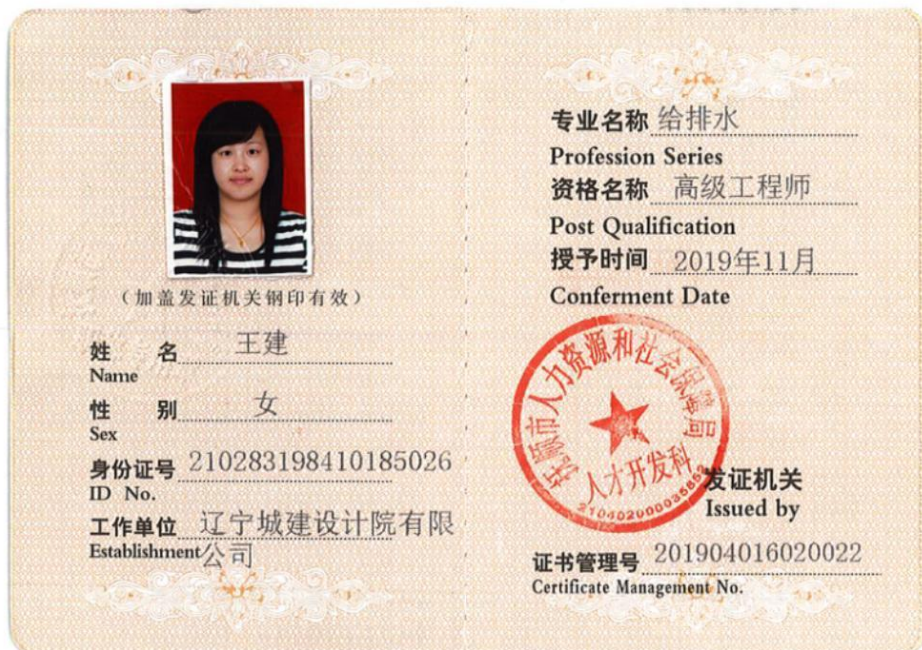 （加盖发证机关钢印有效）
姓 名 王建
Name
性 别 女
Sex
身份证号 210283198410185026
ID No.
工作单位 辽宁城建设计院有限
Establishment 公司
专业名称 给排水
Profession Series
资格名称 高级工程师
Post Qualification
授予时间 2019年11月
Conferment Date
抚顺市人力资源和社会保障局
人才开发科
发证机关
Issued by
证书管理号 201904016020022
Certificate Management No.